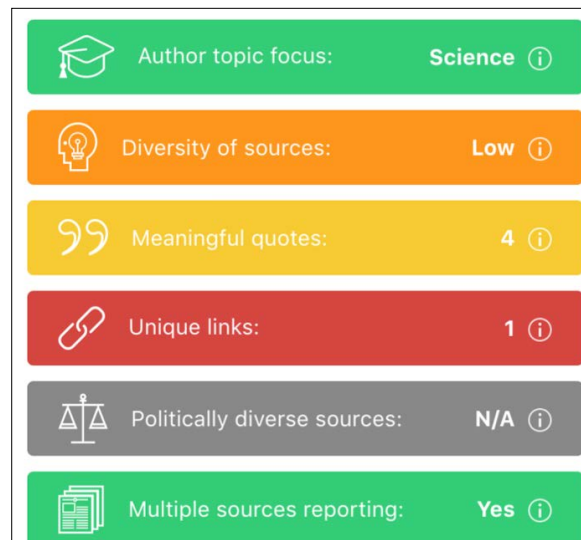 Author topic focus: Science
Diversity of sources: Low
Meaningful quotes: 4
Unique links: 1
Politically diverse sources: N/A
Multiple sources reporting: Yes